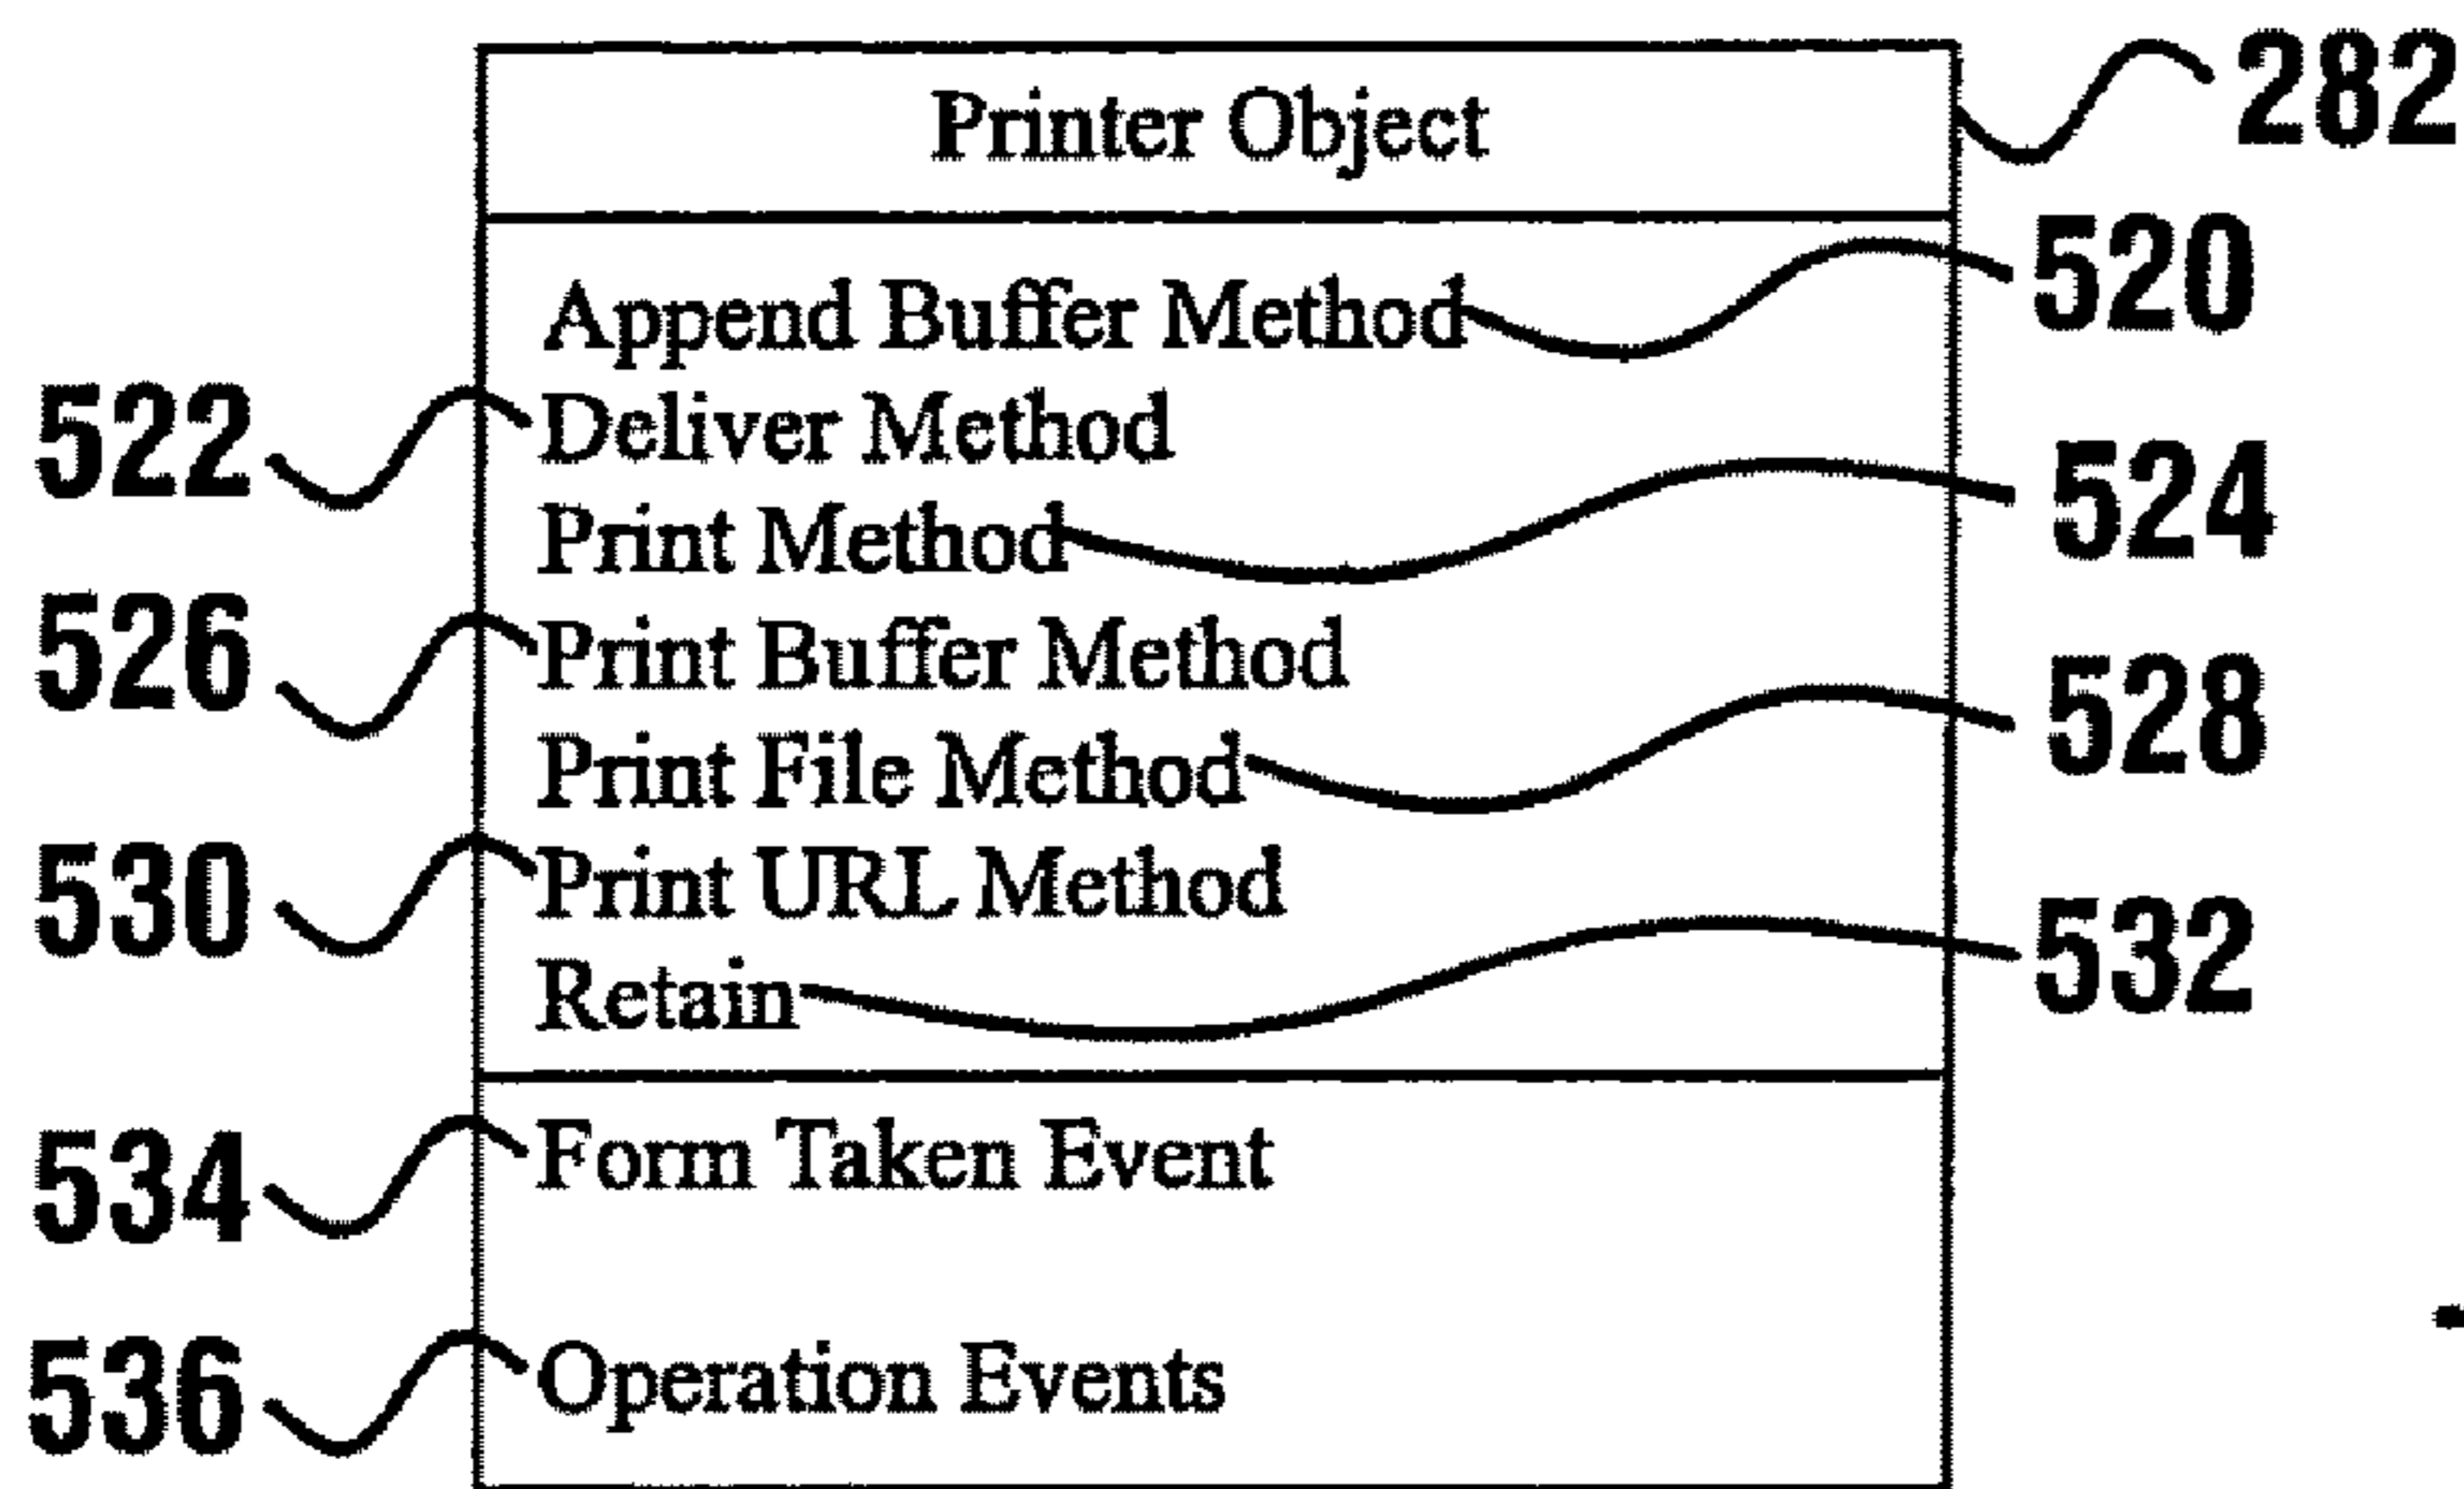 Printer Object 282
Append Buffer Method 520
522 Deliver Method
Print Method 524
526 Print Buffer Method
Print File Method 528
530 Print URL Method
Retain 532
534 Form Taken Event
536 Operation Events